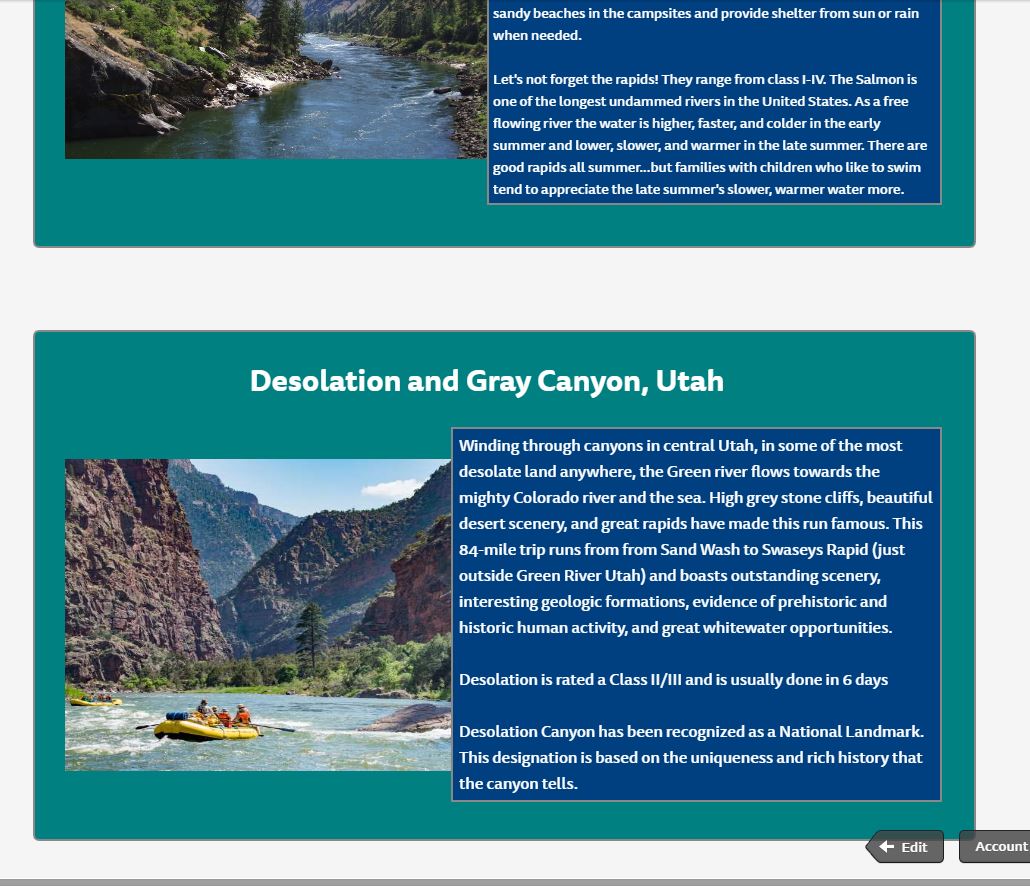 sandy beaches in the campsites and provide shelter from sun or rain
when needed.
Let's not forget the rapids! They range from class I-IV. The Salmon is
one of the longest undammed rivers in the United States. As a free
flowing river the water is higher, faster, and colder in the early
summer and lower, slower, and warmer in the late summer. There are
good rapids all summer...but families with children who like to swim
tend to appreciate the late summer's slower, warmer water more.
Desolation and Gray Canyon, Utah
Winding through canyons in central Utah, in some of the most
desolate land anywhere, the Green river flows towards the
mighty Colorado river and the sea. High grey stone cliffs, beautiful
desert scenery, and great rapids have made this run famous. This
84-mile trip runs from from Sand Wash to Swaseys Rapid (just
outside Green River Utah) and boasts outstanding scenery,
interesting geologic formations, evidence of prehistoric and
historic human activity, and great whitewater opportunities.
Desolation is rated a Class II/III and is usually done in 6 days
Desolation Canyon has been recognized as a National Landmark.
This designation is based on the uniqueness and rich history that
the canyon tells.
Edit
Account